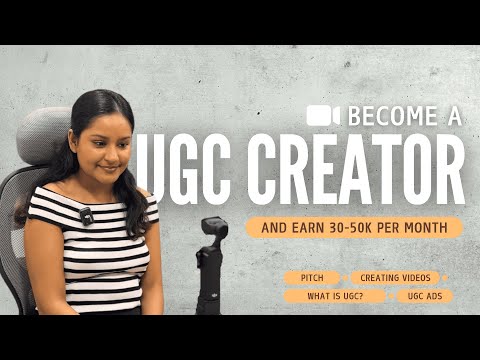 BECOME A
UGC CREATOR
AND EARN 30-50K PER MONTH
PITCH
CREATING VIDEOS
WHAT IS UGC?
UGC ADS